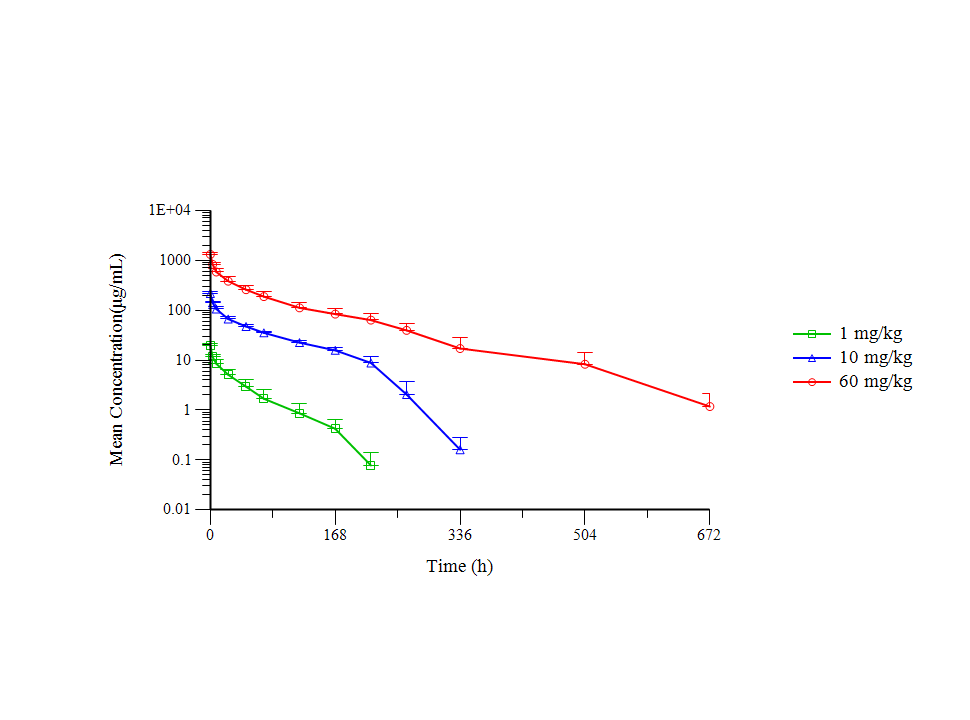 1E+04
1000
100
10
1
0.1
0.01
Mean Concentration(µg/mL)
0
168
336
504
672
Time (h)
1 mg/kg
10 mg/kg
60 mg/kg